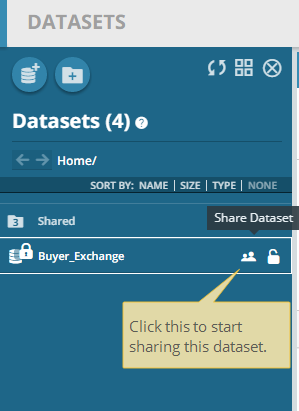 DATASETS
Datasets (4) ?
Home/
SORT BY: NAME | SIZE | TYPE | NONE
3 Shared
Share Dataset
Buyer_Exchange
Click this to start
sharing this dataset.